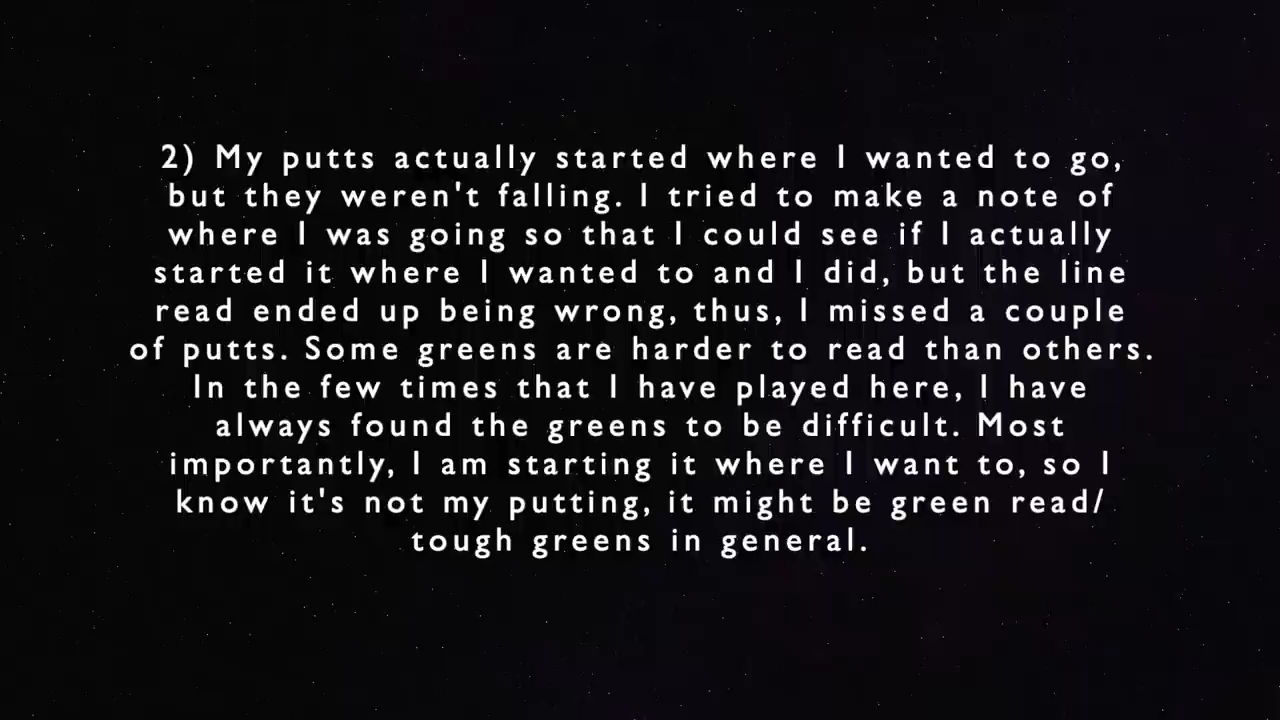 2) My putts actually started where I wanted to go,
but they weren't falling. I tried to make a note of
where I was going so that I could see if I actually
started it where I wanted to and I did, but the line
read ended up being wrong, thus, I missed a couple
of putts. Some greens are harder to read than others.
In the few times that I have played here, I have
always found the greens to be difficult. Most
importantly, I am starting it where I want to, so I
know it's not my putting, it might be green read/
tough greens in general.